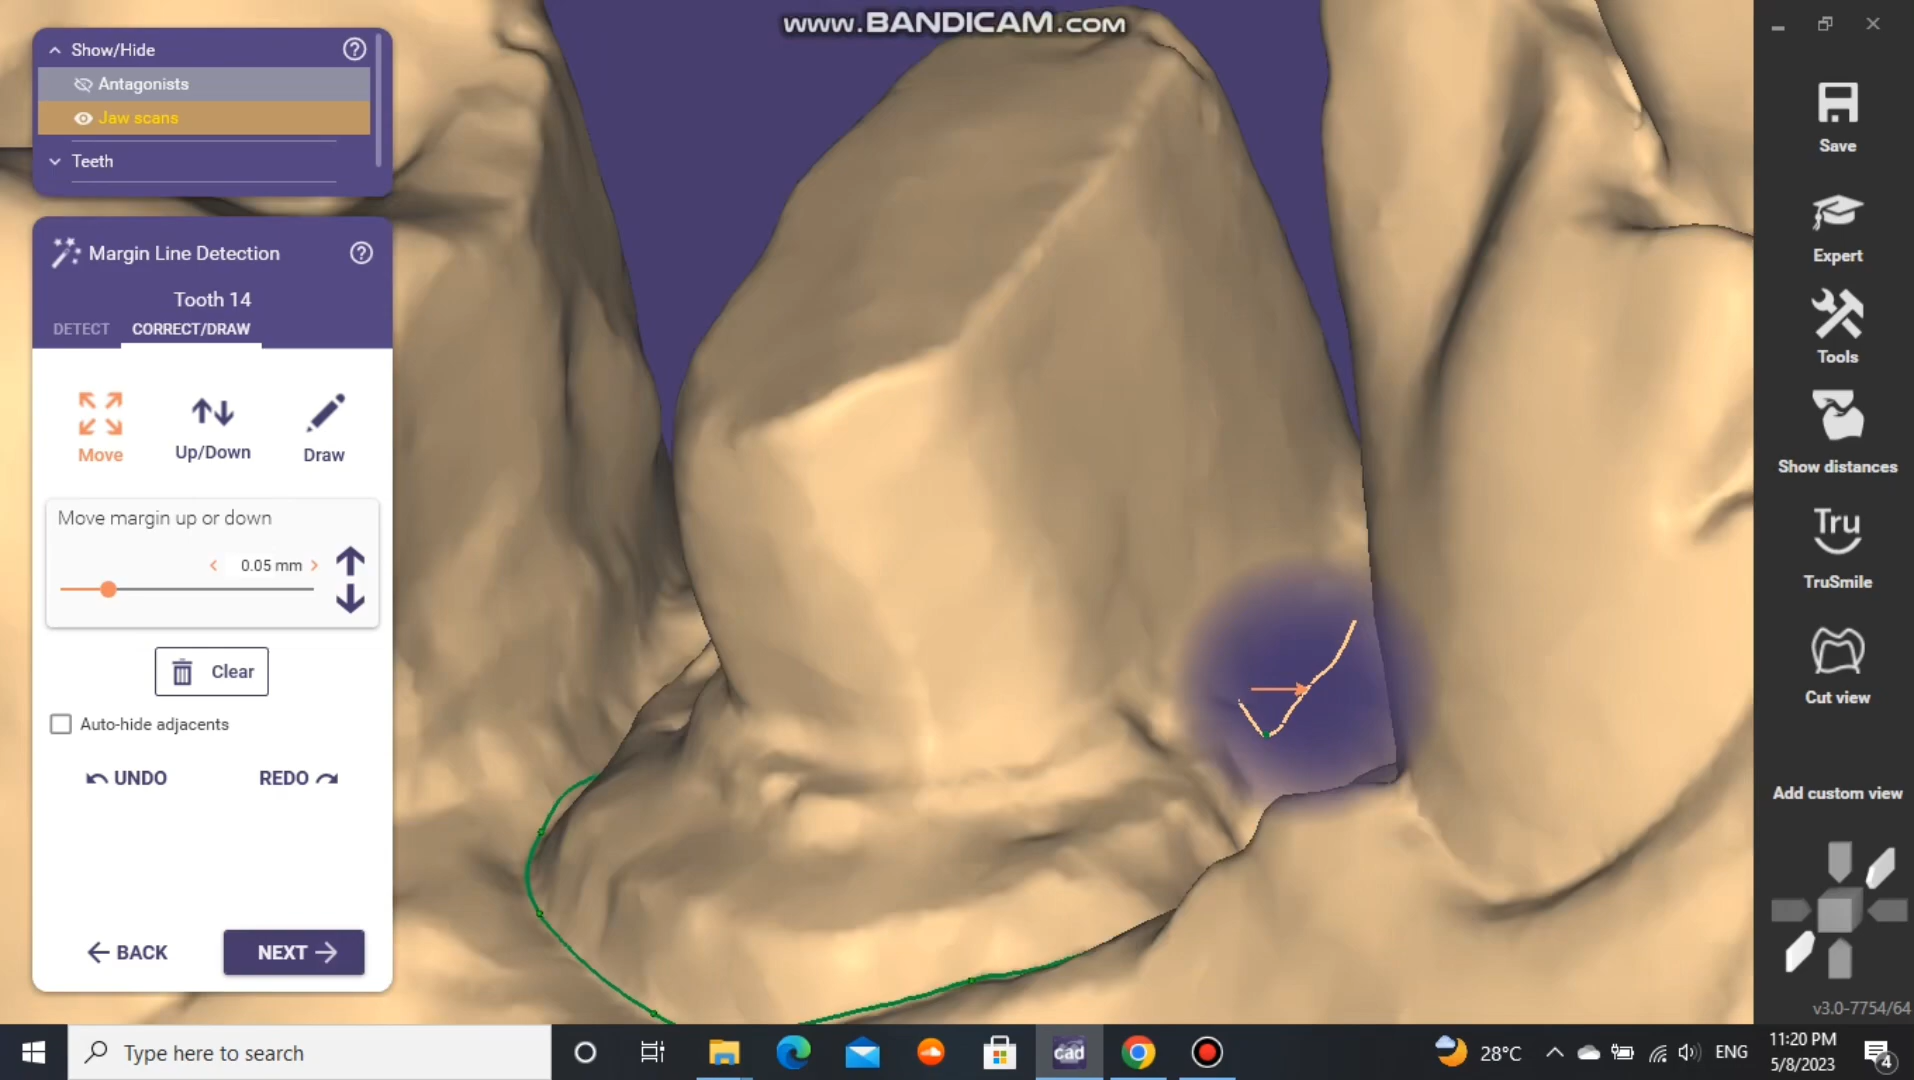 www.BANDICAM.com
Show/Hide
Antagonists
Jaw scans
Teeth
Margin Line Detection
Tooth 14
DETECT
CORRECT/DRAW
Move
Up/Down
Draw
Move margin up or down
0.05 mm
Clear
Auto-hide adjacents
UNDO
REDO
BACK
NEXT
Save
Expert
Tools
Show distances
Tru
TruSmile
Cut view
Add custom view
v3.0-7754/64
Type here to search
cad
28°C
ENG
11:20 PM
5/8/2023
4